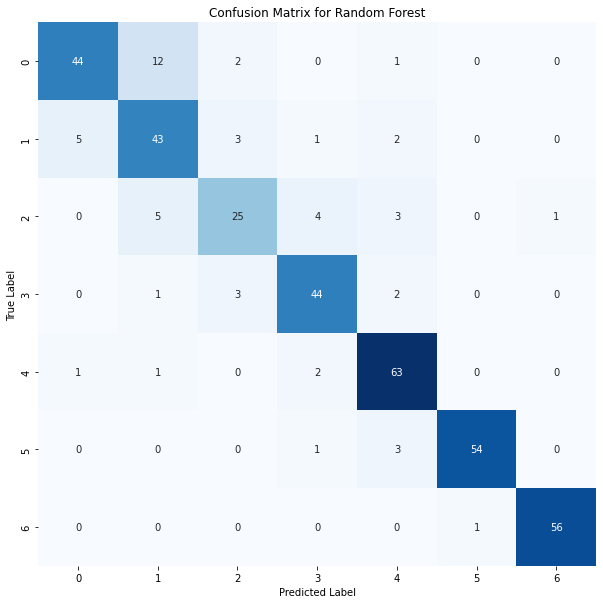 Confusion Matrix for Random Forest
0 44 12 2 0 1 0 0
1 5 43 3 1 2 0 0
2 0 5 25 4 3 0 1
3 0 1 3 44 2 0 0
4 1 1 0 2 63 0 0
5 0 0 0 1 3 54 0
6 0 0 0 0 0 1 56
0 1 2 3 4 5 6
True Label
Predicted Label